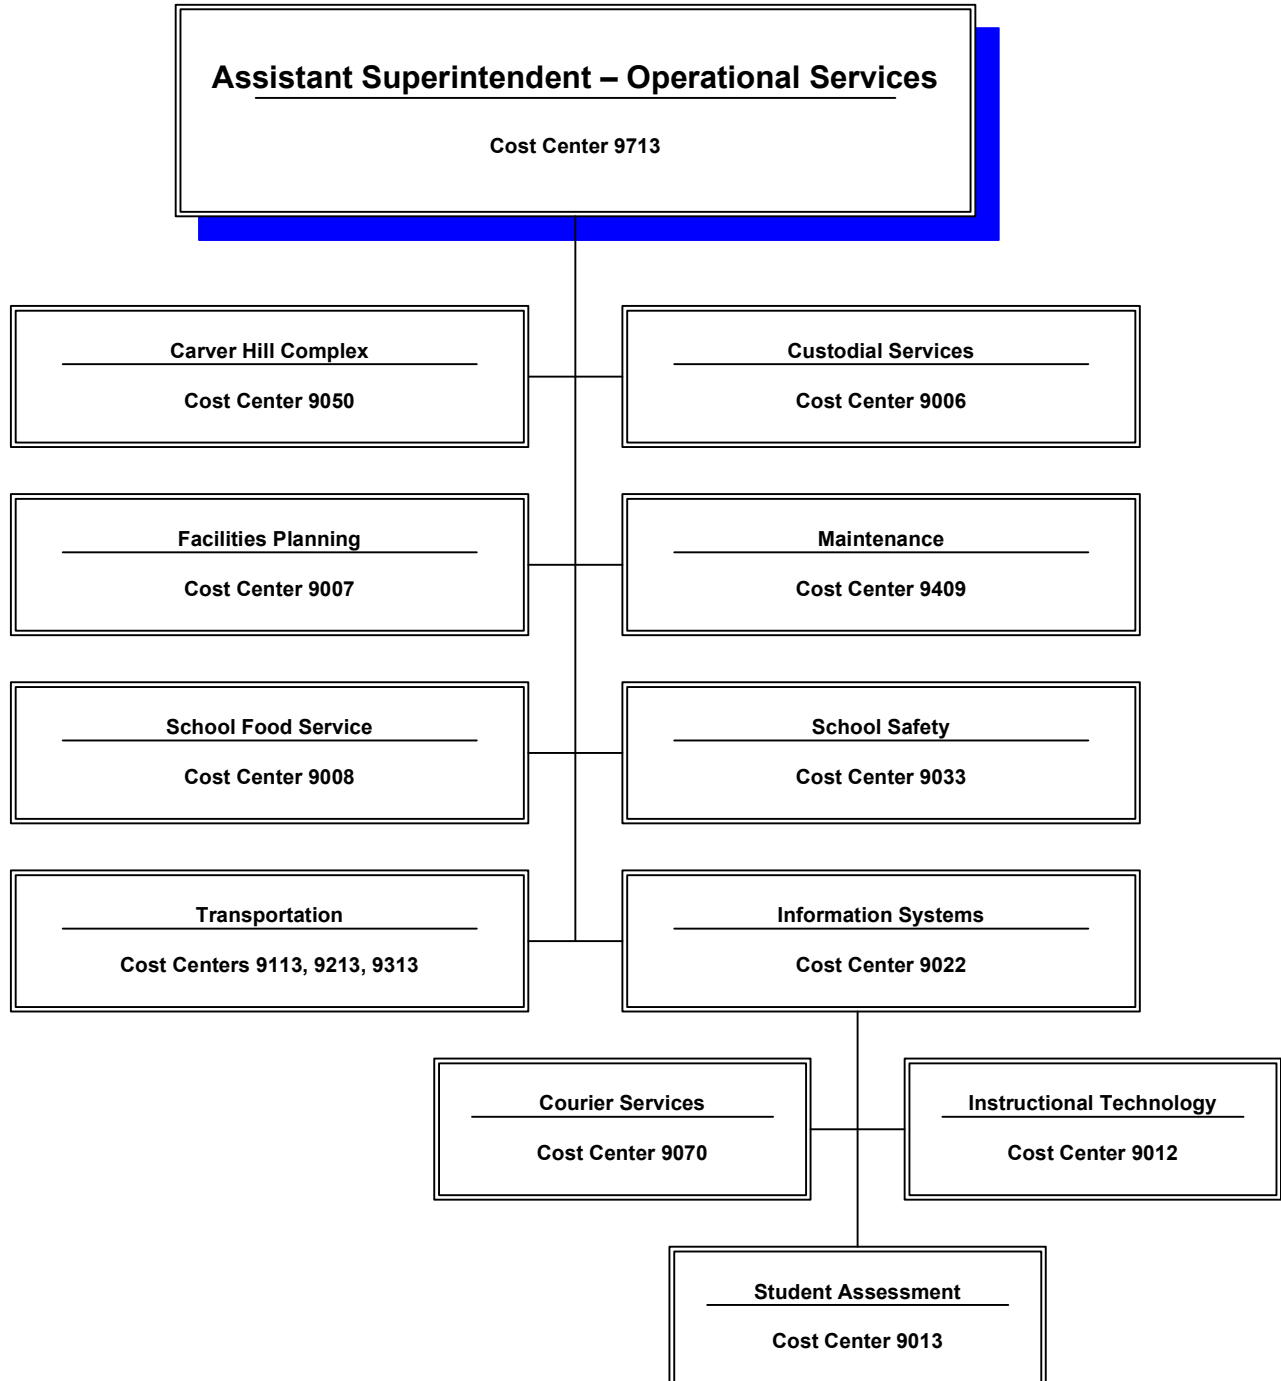 Assistant Superintendent – Operational Services
Cost Center 9713
Carver Hill Complex
Cost Center 9050
Custodial Services
Cost Center 9006
Facilities Planning
Cost Center 9007
Maintenance
Cost Center 9409
School Food Service
Cost Center 9008
School Safety
Cost Center 9033
Transportation
Cost Centers 9113, 9213, 9313
Information Systems
Cost Center 9022
Courier Services
Cost Center 9070
Instructional Technology
Cost Center 9012
Student Assessment
Cost Center 9013